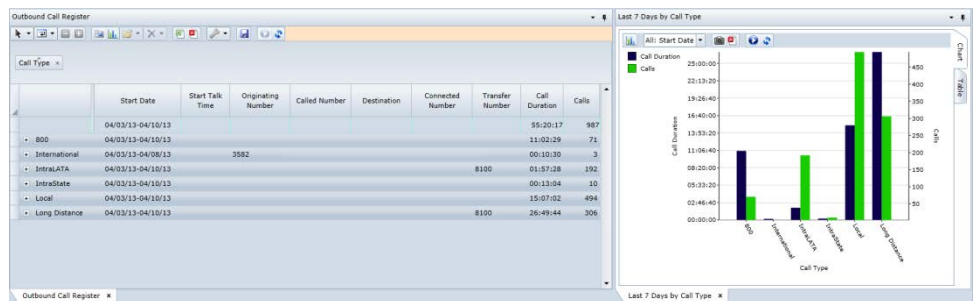 Outbound Call Register
Call Type ×
Start Date Start Talk Time Originating Number Called Number Destination Connected Number Transfer Number Call Duration Calls
04/03/13-04/10/13 55:20:17 987
+ 800 04/03/13-04/10/13 11:02:29 71
+ International 04/03/13-04/08/13 3582 00:10:30 3
+ IntraLATA 04/03/13-04/10/13 8100 01:57:28 192
+ IntraState 04/03/13-04/10/13 00:13:04 10
+ Local 04/03/13-04/10/13 15:07:02 494
+ Long Distance 04/03/13-04/10/13 8100 26:49:44 306
Outbound Call Register ×
Last 7 Days by Call Type
All: Start Date
Chart
Table
Call Duration
Calls
25:00:00
22:13:20
19:26:40
16:40:00
13:53:20
11:06:40
08:20:00
05:33:20
02:46:40
00:00:00
Call Duration
450
400
350
300
250
200
150
100
50
Calls
800 International IntraLATA IntraState Local Long Distance
Call Type
Last 7 Days by Call Type ×